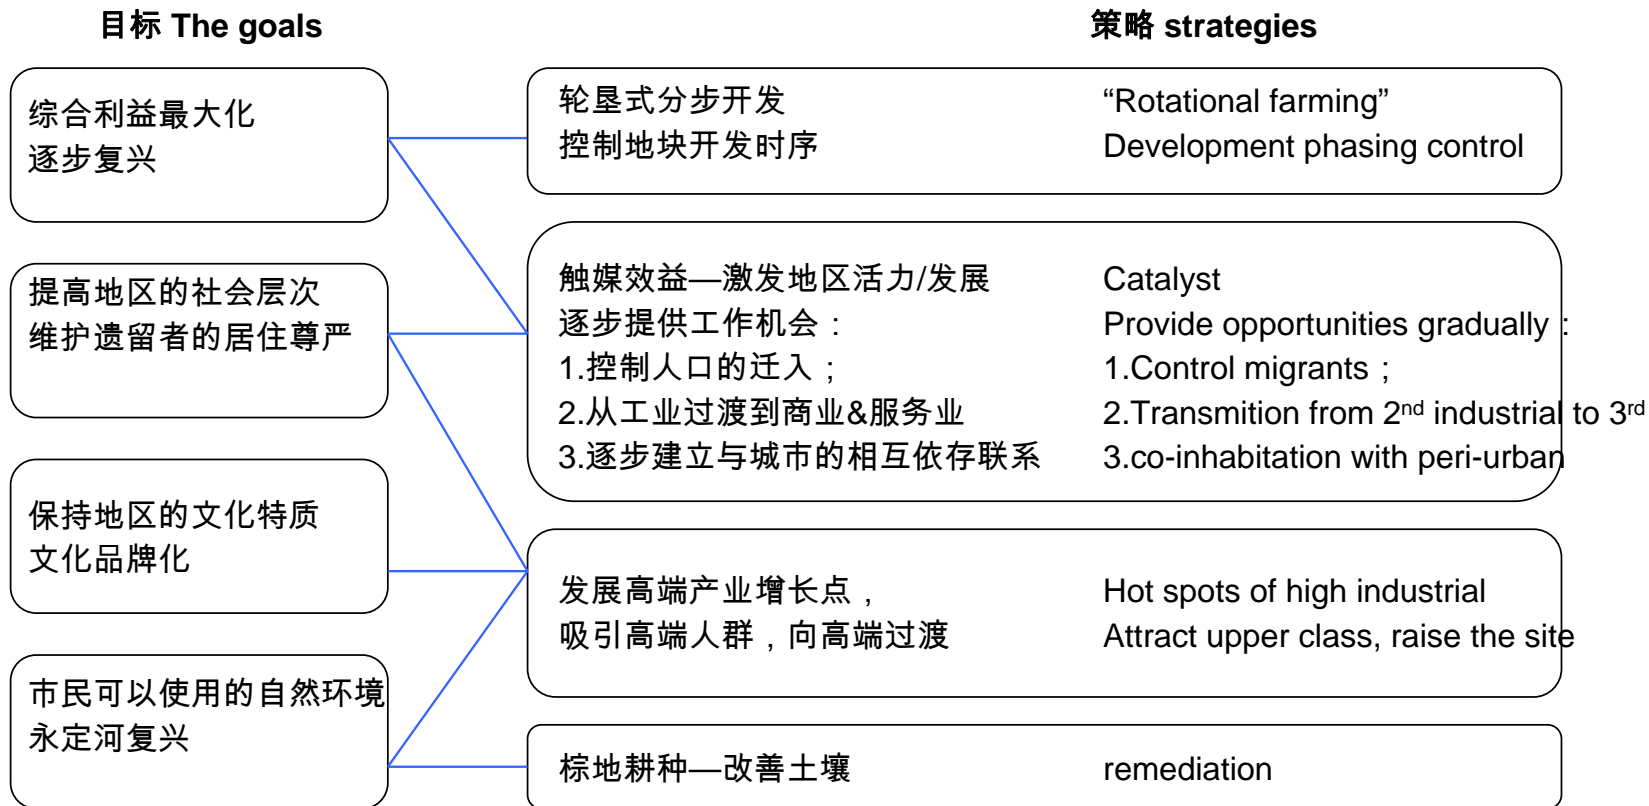 目标 The goals
策略 strategies
综合利益最大化
逐步复兴
提高地区的社会层次
维护遗留者的居住尊严
保持地区的文化特质
文化品牌化
市民可以使用的自然环境
永定河复兴
轮垦式分步开发 “Rotational farming”
控制地块开发时序 Development phasing control
触媒效益—激发地区活力/发展 Catalyst
逐步提供工作机会： Provide opportunities gradually：
1.控制人口的迁入； 1.Control migrants；
2.从工业过渡到商业&服务业 2.Transmition from 2nd industrial to 3rd
3.逐步建立与城市的相互依存联系 3.co-inhabitation with peri-urban
发展高端产业增长点， Hot spots of high industrial
吸引高端人群，向高端过渡 Attract upper class, raise the site
棕地耕种—改善土壤 remediation